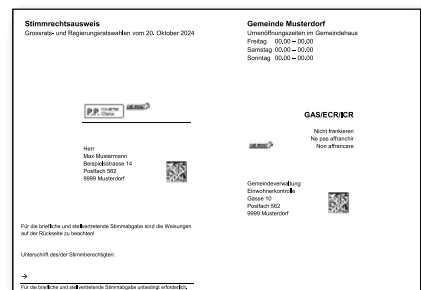 Stimmrechtsausweis
Grossrats- und Regierungsratswahlen vom 20. Oktober 2024
Gemeinde Musterdorf
Urnenöffnungszeiten im Gemeindehaus
Freitag 00.00 – 00.00
Samstag 00.00 – 00.00
Sonntag 00.00 – 00.00
P.P.
GAS/ECR/ICR
Nicht frankieren
Ne pas affranchir
Non affrancare
Herr
Max Mustermann
Beispielsstrasse 14
Postfach 562
9999 Musterdorf
Gemeindeverwaltung
Einwohnerkontrolle
Gasse 10
Postfach 562
9999 Musterdorf
Für die briefliche und stellvertretende Stimmabgabe sind die Weisungen
auf der Rückseite zu beachten!
Unterschrift des/der Stimmberechtigten:
→
Für die briefliche und stellvertretende Stimmabgabe unbedingt erforderlich.